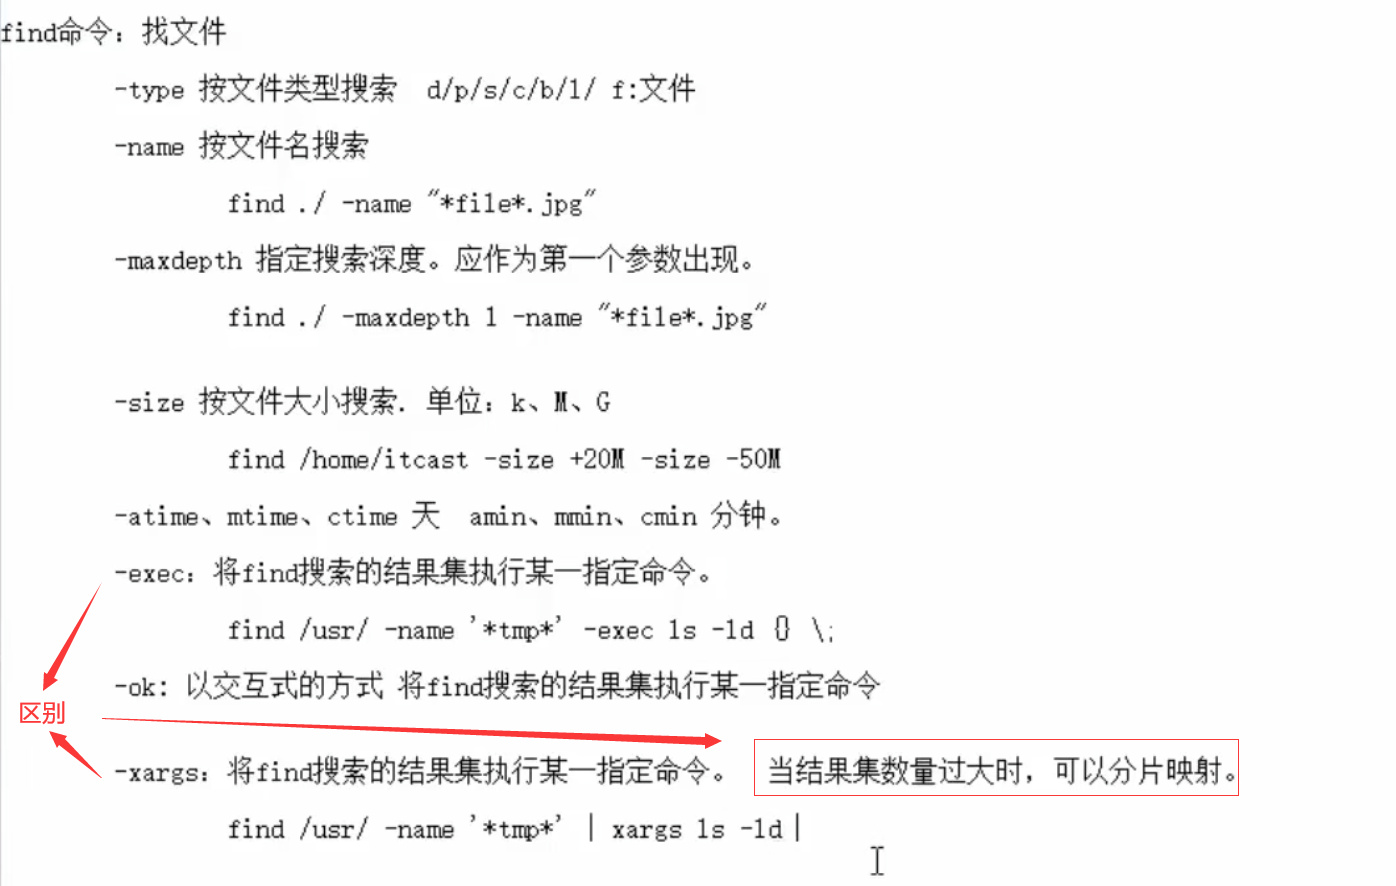 find命令：找文件
-type 按文件类型搜索 d/p/s/c/b/l/ f:文件
-name 按文件名搜索
find ./ -name "*file*.jpg"
-maxdepth 指定搜索深度。应作为第一个参数出现。
find ./ -maxdepth 1 -name "*file*.jpg"
-size 按文件大小搜索. 单位：k、M、G
find /home/itcast -size +20M -size -50M
-atime、mtime、ctime 天 amin、mmin、cmin 分钟。
-exec：将find搜索的结果集执行某一指定命令。
find /usr/ -name '*tmp*' -exec ls -ld {} \;
-ok: 以交互式的方式 将find搜索的结果集执行某一指定命令
区别
-xargs：将find搜索的结果集执行某一指定命令。 当结果集数量过大时，可以分片映射。
find /usr/ -name '*tmp*' | xargs ls -ld